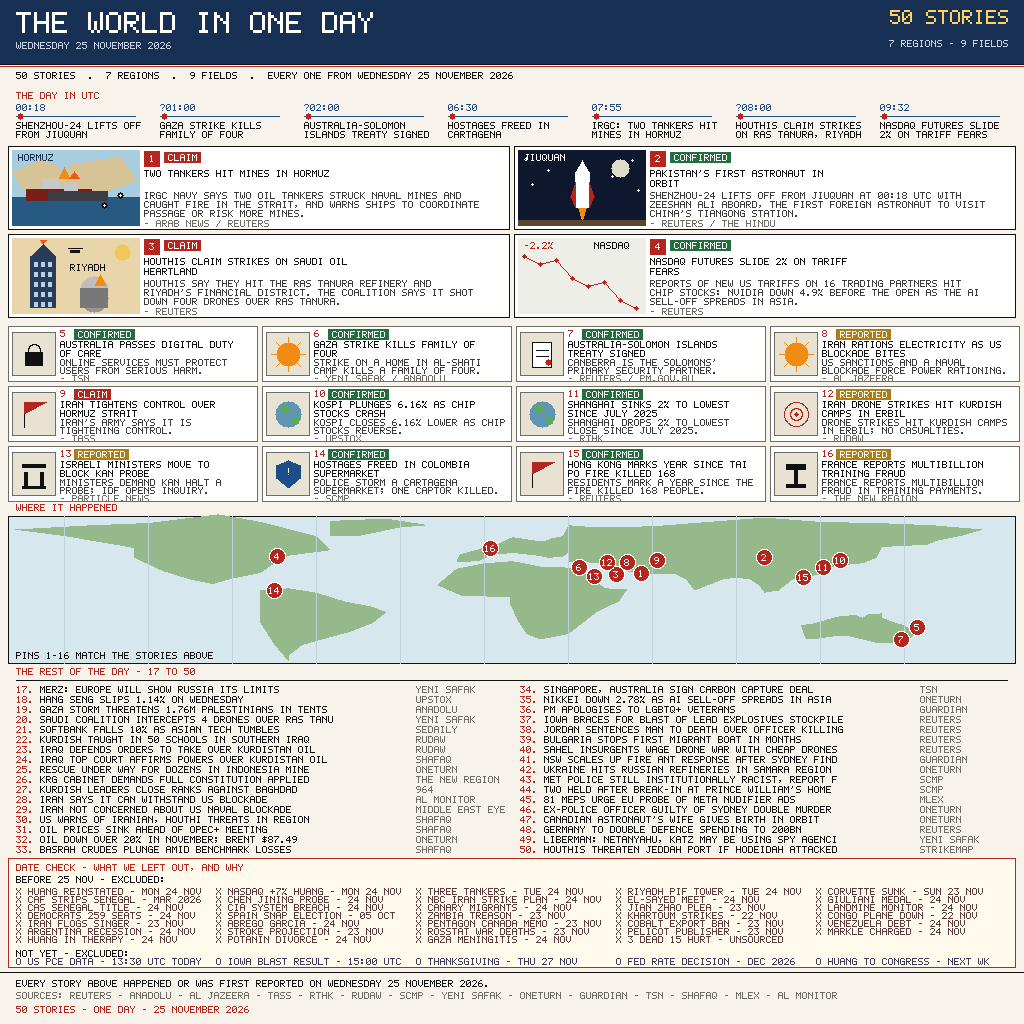 THE WORLD IN ONE DAY
WEDNESDAY 25 NOVEMBER 2026
50 STORIES
7 REGIONS - 9 FIELDS
50 STORIES . 7 REGIONS . 9 FIELDS . EVERY ONE FROM WEDNESDAY 25 NOVEMBER 2026
THE DAY IN UTC
00:18
SHENZHOU-24 LIFTS OFF
FROM JIUQUAN
?01:00
GAZA STRIKE KILLS
FAMILY OF FOUR
?02:00
AUSTRALIA-SOLOMON
ISLANDS TREATY SIGNED
06:30
HOSTAGES FREED IN
CARTAGENA
07:55
IRGC: TWO TANKERS HIT
MINES IN HORMUZ
?08:00
HOUTHIS CLAIM STRIKES
ON RAS TANURA, RIYADH
09:32
NASDAQ FUTURES SLIDE
2% ON TARIFF FEARS
HORMUZ
1 CLAIM
TWO TANKERS HIT MINES IN HORMUZ
IRGC NAVY SAYS TWO OIL TANKERS STRUCK NAVAL MINES AND
CAUGHT FIRE IN THE STRAIT, AND WARNS SHIPS TO COORDINATE
PASSAGE OR RISK MORE MINES.
- ARAB NEWS / REUTERS
JIUQUAN
2 CONFIRMED
PAKISTAN'S FIRST ASTRONAUT IN
ORBIT
SHENZHOU-24 LIFTS OFF FROM JIUQUAN AT 00:18 UTC WITH
ZEESHAN ALI ABOARD, THE FIRST FOREIGN ASTRONAUT TO VISIT
CHINA'S TIANGONG STATION.
- REUTERS / THE HINDU
RIYADH
3 CLAIM
HOUTHIS CLAIM STRIKES ON SAUDI OIL
HEARTLAND
HOUTHIS SAY THEY HIT THE RAS TANURA REFINERY AND
RIYADH'S FINANCIAL DISTRICT. THE COALITION SAYS IT SHOT
DOWN FOUR DRONES OVER RAS TANURA.
- REUTERS
-2.2% NASDAQ
4 CONFIRMED
NASDAQ FUTURES SLIDE 2% ON TARIFF
FEARS
REPORTS OF NEW US TARIFFS ON 16 TRADING PARTNERS HIT
CHIP STOCKS: NVIDIA DOWN 4.9% BEFORE THE OPEN AS THE AI
SELL-OFF SPREADS IN ASIA.
- REUTERS
5 CONFIRMED
AUSTRALIA PASSES DIGITAL DUTY
OF CARE
ONLINE SERVICES MUST PROTECT
USERS FROM SERIOUS HARM.
- TSN
6 CONFIRMED
GAZA STRIKE KILLS FAMILY OF
FOUR
STRIKE ON A HOME IN AL-SHATI
CAMP KILLS A FAMILY OF FOUR.
- YENI SAFAK / ANADOLU
7 CONFIRMED
AUSTRALIA-SOLOMON ISLANDS
TREATY SIGNED
CANBERRA IS THE SOLOMONS'
PRIMARY SECURITY PARTNER.
- REUTERS / PM.GOV.AU
8 REPORTED
IRAN RATIONS ELECTRICITY AS US
BLOCKADE BITES
US SANCTIONS AND A NAVAL
BLOCKADE FORCE POWER RATIONING.
- AL JAZEERA
9 CLAIM
IRAN TIGHTENS CONTROL OVER
HORMUZ STRAIT
IRAN'S ARMY SAYS IT IS
TIGHTENING CONTROL.
- TASS
10 CONFIRMED
KOSPI PLUNGES 6.16% AS CHIP
STOCKS CRASH
KOSPI CLOSES 6.16% LOWER AS CHIP
STOCKS REVERSE.
- UPSTOX
11 CONFIRMED
SHANGHAI SINKS 2% TO LOWEST
SINCE JULY 2025
SHANGHAI DROPS 2% TO LOWEST
CLOSE SINCE JULY 2025.
- RTHK
12 REPORTED
IRAN DRONE STRIKES HIT KURDISH
CAMPS IN ERBIL
DRONE STRIKES HIT KURDISH CAMPS
IN ERBIL; NO CASUALTIES.
- RUDAW
13 REPORTED
ISRAELI MINISTERS MOVE TO
BLOCK KAN PROBE
MINISTERS DEMAND KAN HALT A
PROBE; IDF OPENS INQUIRY.
- PARTICLE.NEWS
14 CONFIRMED
HOSTAGES FREED IN COLOMBIA
SUPERMARKET
POLICE STORM A CARTAGENA
SUPERMARKET; ONE CAPTOR KILLED.
- SCMP
15 CONFIRMED
HONG KONG MARKS YEAR SINCE TAI
PO FIRE KILLED 168
RESIDENTS MARK A YEAR SINCE THE
FIRE KILLED 168 PEOPLE.
- REUTERS
16 REPORTED
FRANCE REPORTS MULTIBILLION
TRAINING FRAUD
FRANCE REPORTS MULTIBILLION
FRAUD IN TRAINING PAYMENTS.
- THE NEW REGION
WHERE IT HAPPENED
4
14
16
6
13
12
3
8
1
9
2
15
11
10
7
5
PINS 1-16 MATCH THE STORIES ABOVE
THE REST OF THE DAY - 17 TO 50
17. MERZ: EUROPE WILL SHOW RUSSIA ITS LIMITS YENI SAFAK
18. HANG SENG SLIPS 1.14% ON WEDNESDAY UPSTOX
19. GAZA STORM THREATENS 1.76M PALESTINIANS IN TENTS ANADOLU
20. SAUDI COALITION INTERCEPTS 4 DRONES OVER RAS TANU YENI SAFAK
21. SOFTBANK FALLS 10% AS ASIAN TECH TUMBLES SEDAILY
22. KURDISH TAUGHT IN 50 SCHOOLS IN SOUTHERN IRAQ RUDAW
23. IRAQ DEFENDS ORDERS TO TAKE OVER KURDISTAN OIL RUDAW
24. IRAQ TOP COURT AFFIRMS POWERS OVER KURDISTAN OIL SHAFAQ
25. RESCUE UNDER WAY FOR DOZENS IN INDONESIA MINE ONETURN
26. KRG CABINET DEMANDS FULL CONSTITUTION APPLIED THE NEW REGION
27. KURDISH LEADERS CLOSE RANKS AGAINST BAGHDAD 964
28. IRAN SAYS IT CAN WITHSTAND US BLOCKADE AL MONITOR
29. IRAN NOT CONCERNED ABOUT US NAVAL BLOCKADE MIDDLE EAST EYE
30. US WARNS OF IRANIAN, HOUTHI THREATS IN REGION SHAFAQ
31. OIL PRICES SINK AHEAD OF OPEC+ MEETING SHAFAQ
32. OIL DOWN OVER 20% IN NOVEMBER; BRENT $87.49 ONETURN
33. BASRAH CRUDES PLUNGE AMID BENCHMARK LOSSES SHAFAQ
34. SINGAPORE, AUSTRALIA SIGN CARBON CAPTURE DEAL TSN
35. NIKKEI DOWN 2.78% AS AI SELL-OFF SPREADS IN ASIA ONETURN
36. PM APOLOGISES TO LGBTQ+ VETERANS GUARDIAN
37. IOWA BRACES FOR BLAST OF LEAD EXPLOSIVES STOCKPILE REUTERS
38. JORDAN SENTENCES MAN TO DEATH OVER OFFICER KILLING REUTERS
39. BULGARIA STOPS FIRST MIGRANT BOAT IN MONTHS REUTERS
40. SAHEL INSURGENTS WAGE DRONE WAR WITH CHEAP DRONES REUTERS
41. NSW SCALES UP FIRE ANT RESPONSE AFTER SYDNEY FIND GUARDIAN
42. UKRAINE HITS RUSSIAN REFINERIES IN SAMARA REGION ONETURN
43. MET POLICE STILL INSTITUTIONALLY RACIST, REPORT F SCMP
44. TWO HELD AFTER BREAK-IN AT PRINCE WILLIAM'S HOME SCMP
45. 81 MEPS URGE EU PROBE OF META NUDIFIER ADS MLEX
46. EX-POLICE OFFICER GUILTY OF SYDNEY DOUBLE MURDER ONETURN
47. CANADIAN ASTRONAUT'S WIFE GIVES BIRTH IN ORBIT ONETURN
48. GERMANY TO DOUBLE DEFENCE SPENDING TO 200BN REUTERS
49. LIBERMAN: NETANYAHU, KATZ MAY BE USING SPY AGENCI YENI SAFAK
50. HOUTHIS THREATEN JEDDAH PORT IF HODEIDAH ATTACKED STRIKEMAP
DATE CHECK - WHAT WE LEFT OUT, AND WHY
BEFORE 25 NOV - EXCLUDED:
X HUANG REINSTATED - MON 24 NOV X NASDAQ +7% HUANG - MON 24 NOV X THREE TANKERS - TUE 24 NOV X RIYADH PIF TOWER - TUE 24 NOV X CORVETTE SUNK - SUN 23 NOV
X CAF STRIPS SENEGAL - MAR 2026 X CHEN JINING PROBE - 24 NOV X NBC IRAN STRIKE PLAN - 24 NOV X EL-SAYED MEET - 24 NOV X GIULIANI MEDAL - 24 NOV
X CAS SENEGAL TITLE - 24 NOV X CIA SYSTEM BREACH - 24 NOV X CANARY MIGRANTS - 24 NOV X JIAN ZHAO PLEA - 23 NOV X LANDMINE MONITOR - 24 NOV
X DEMOCRATS 259 SEATS - 24 NOV X SPAIN SNAP ELECTION - 05 OCT X ZAMBIA TREASON - 23 NOV X KHARTOUM STRIKES - 22 NOV X CONGO PLANE DOWN - 22 NOV
X IRAN FLOGS SINGER - 23 NOV X ABREGO GARCIA - 24 NOV X PENTAGON CANADA MEMO - 23 NOV X COBALT EXPORT BAN - 23 NOV X VENEZUELA DEBT - 24 NOV
X ARGENTINA RECESSION - 24 NOV X STROKE PROJECTION - 23 NOV X ROSSTAT WAR DEATHS - 23 NOV X PELICOT PUBLISHER - 23 NOV X MARKLE CHARGED - 24 NOV
X HUANG IN THERAPY - 24 NOV X POTANIN DIVORCE - 24 NOV X GAZA MENINGITIS - 24 NOV X 3 DEAD 15 HURT - UNSOURCED
NOT YET - EXCLUDED:
O US PCE DATA - 13:30 UTC TODAY O IOWA BLAST RESULT - 15:00 UTC O THANKSGIVING - THU 27 NOV O FED RATE DECISION - DEC 2026 O HUANG TO CONGRESS - NEXT WK
EVERY STORY ABOVE HAPPENED OR WAS FIRST REPORTED ON WEDNESDAY 25 NOVEMBER 2026.
SOURCES: REUTERS - ANADOLU - AL JAZEERA - TASS - RTHK - RUDAW - SCMP - YENI SAFAK - ONETURN - GUARDIAN - TSN - SHAFAQ - MLEX - AL MONITOR
50 STORIES - ONE DAY - 25 NOVEMBER 2026